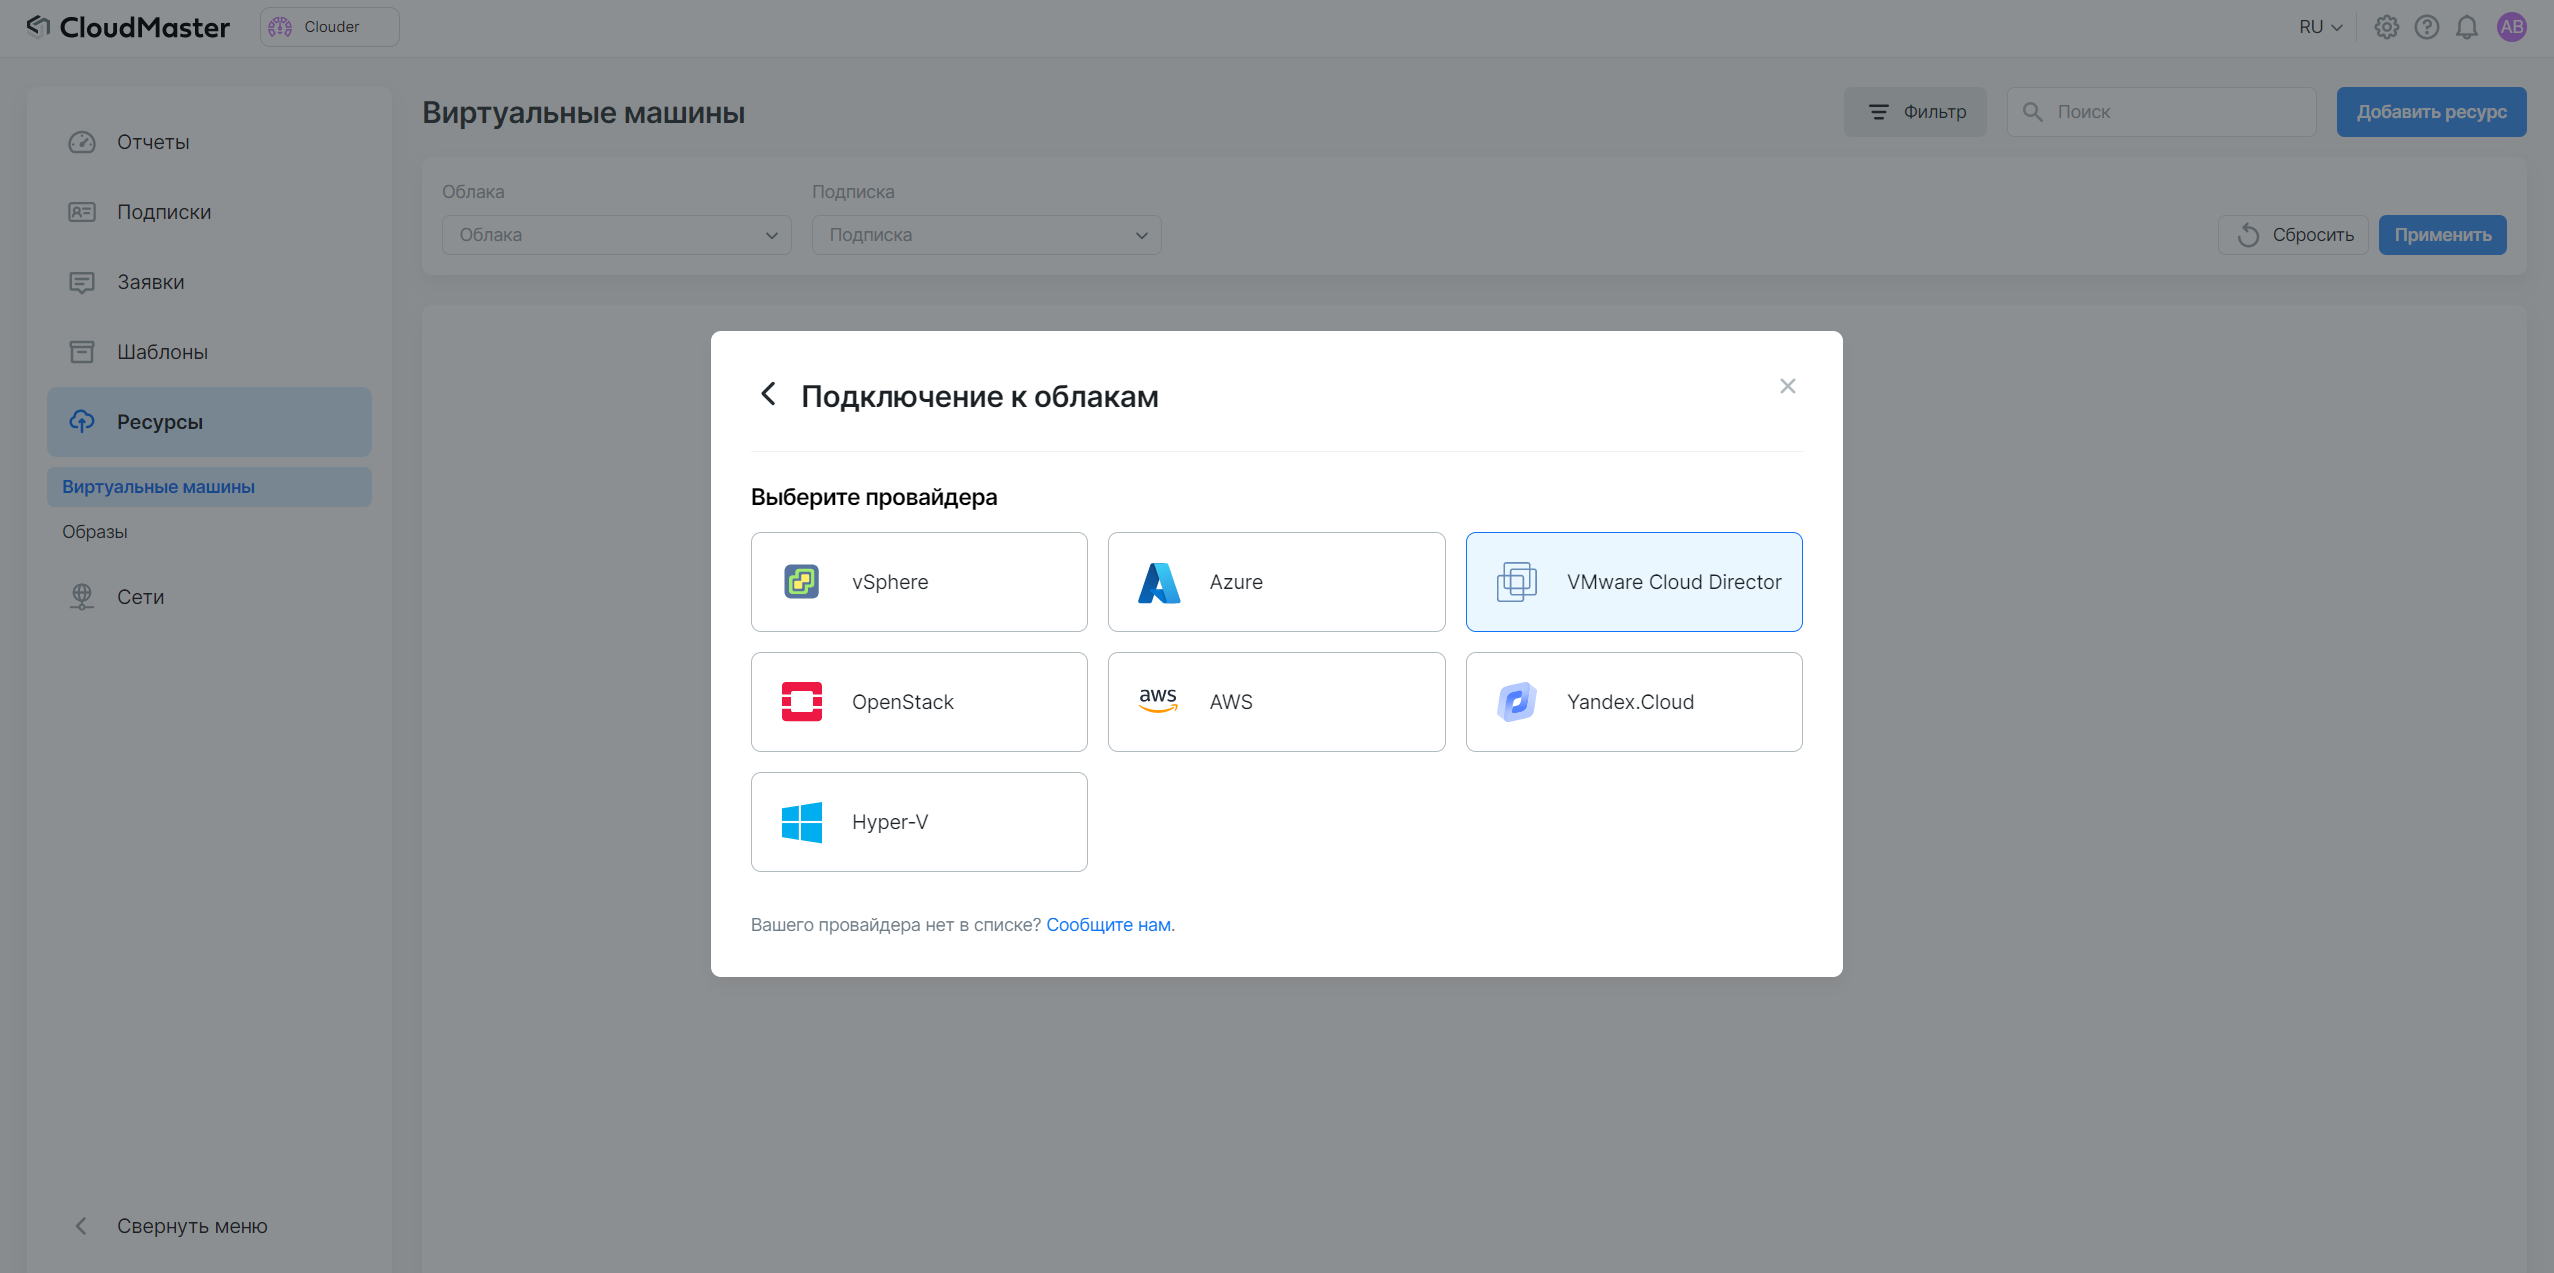 CloudMaster
Clouder
RU
AB
Отчеты
Подписки
Заявки
Шаблоны
Ресурсы
Виртуальные машины
Образы
Сети
Свернуть меню
Виртуальные машины
Фильтр
Поиск
Добавить ресурс
Облака
Подписка
Облака
Подписка
Сбросить
Применить
Подключение к облакам
Выберите провайдера
vSphere
Azure
VMware Cloud Director
OpenStack
aws
AWS
Yandex.Cloud
Hyper-V
Вашего провайдера нет в списке? Сообщите нам.